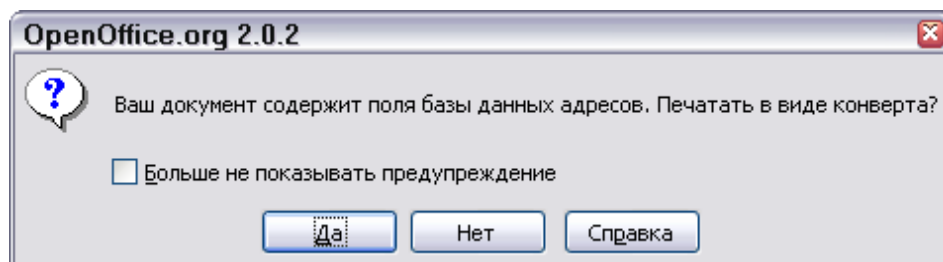 OpenOffice.org 2.0.2
Ваш документ содержит поля базы данных адресов. Печатать в виде конверта?
Больше не показывать предупреждение
Да Нет Справка